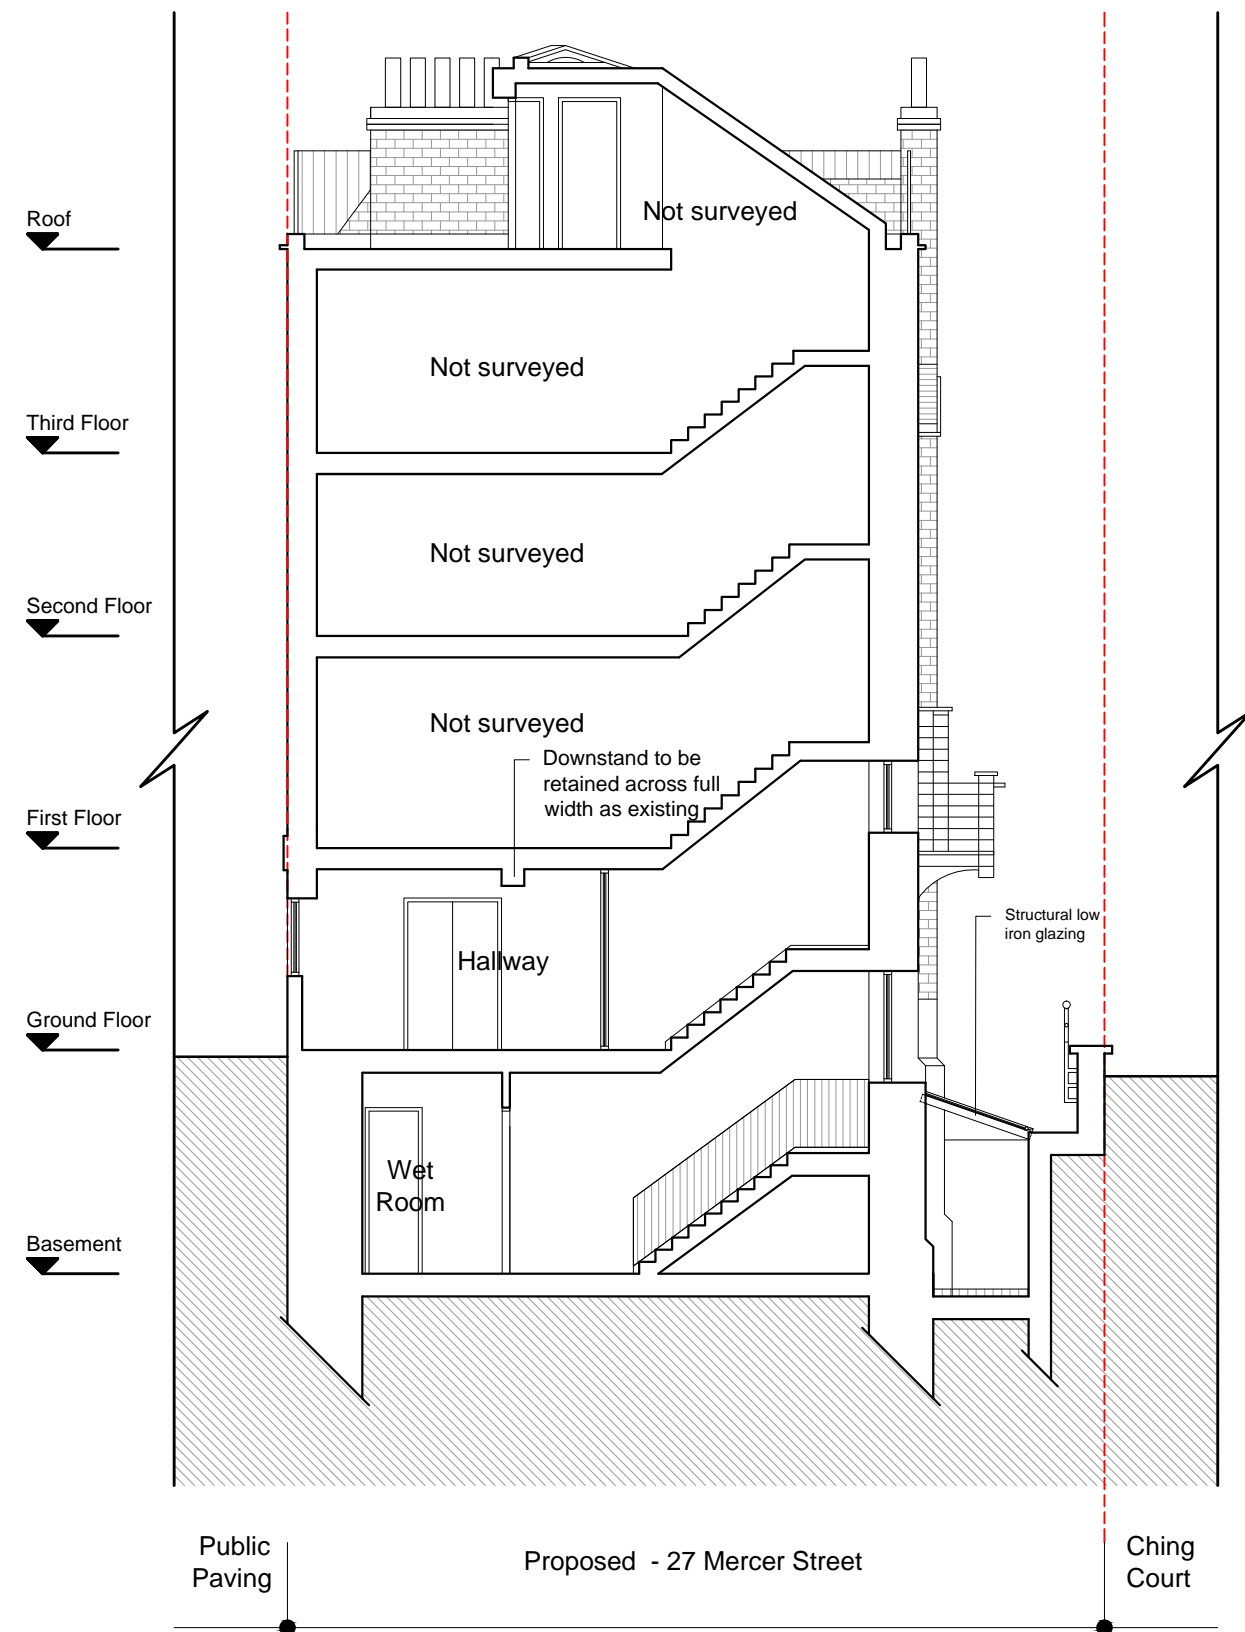 Not surveyed
Roof
Not surveyed
Third Floor
Not surveyed
Second Floor
Not surveyed
Downstand to be
retained across full
width as existing
First Floor
Structural low
iron glazing
Hallway
Ground Floor
Wet
Room
Basement
Public
Paving
Proposed - 27 Mercer Street
Ching
Court